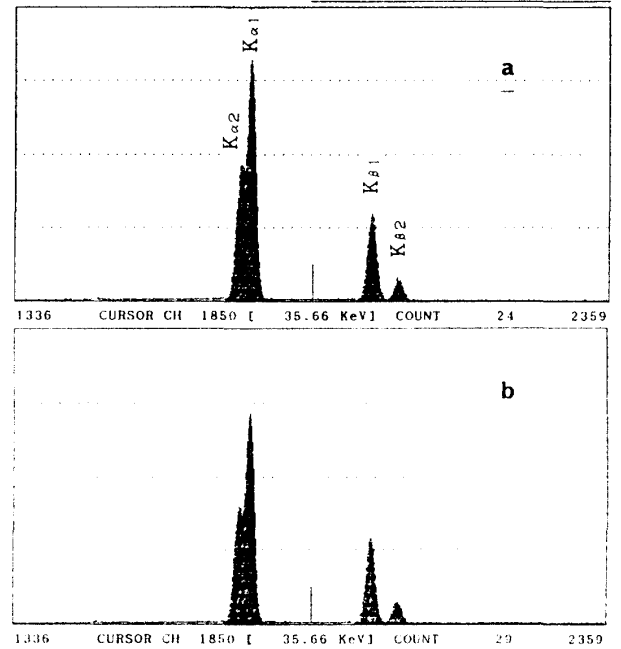 a
Kα1
Kα2
Kβ1
Kβ2
1336 CURSOR CH 1850 [ 35.66 KeV] COUNT 24 2359
b
1336 CURSOR CH 1850 [ 35.66 KeV] COUNT 29 2359